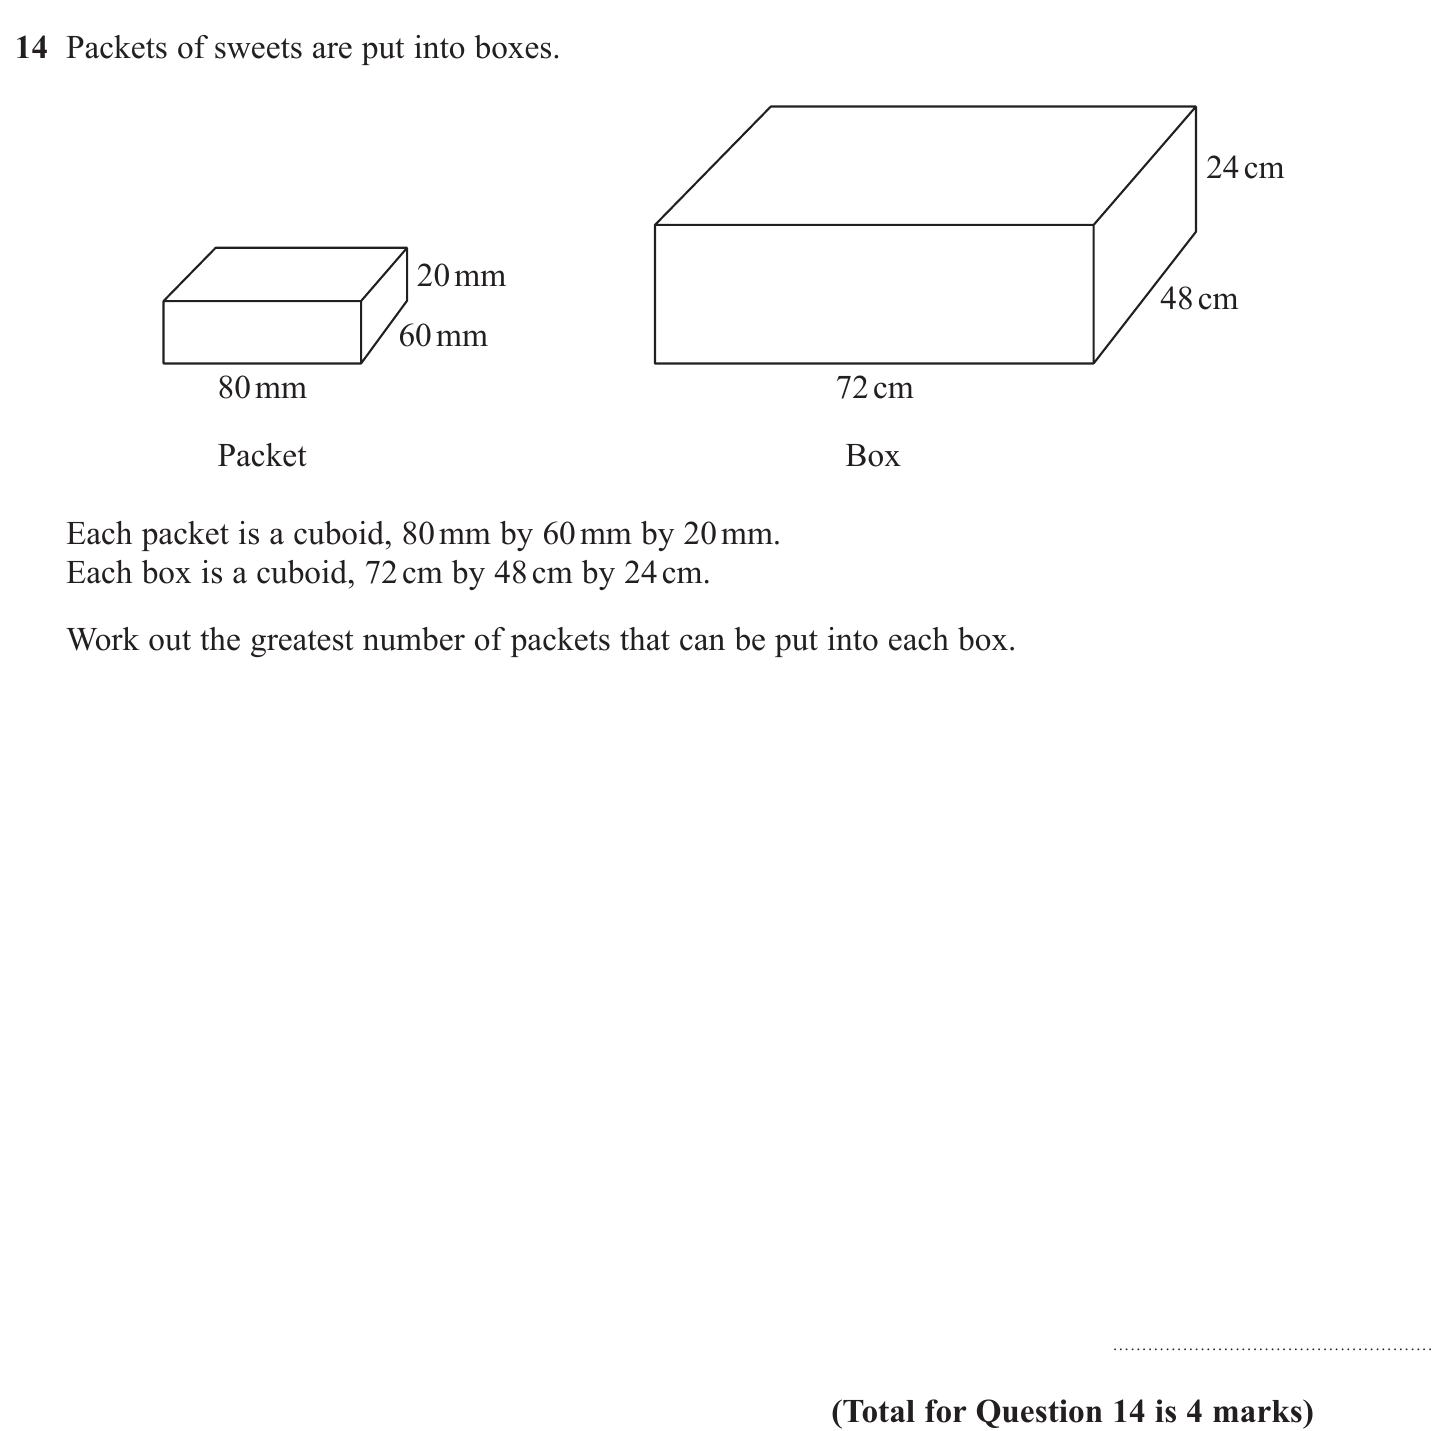 14 Packets of sweets are put into boxes.
24 cm
20 mm
48 cm
60 mm
80 mm
72 cm
Packet
Box
Each packet is a cuboid, 80 mm by 60 mm by 20 mm.
Each box is a cuboid, 72 cm by 48 cm by 24 cm.
Work out the greatest number of packets that can be put into each box.
(Total for Question 14 is 4 marks)